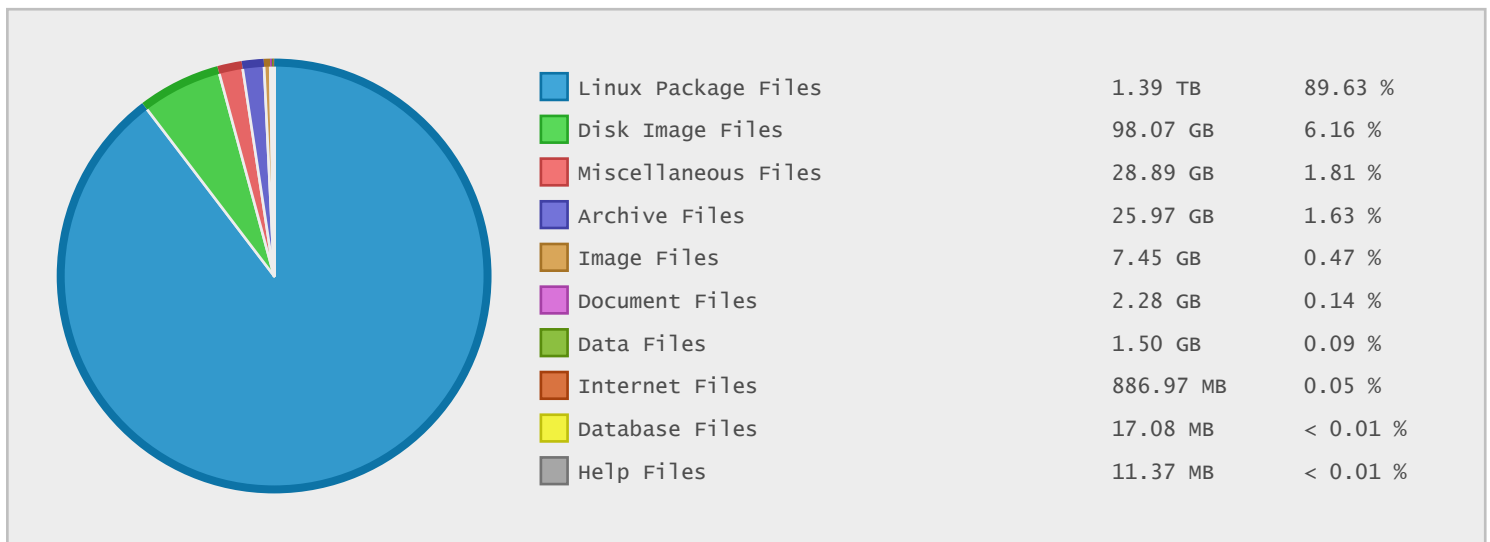 Linux Package Files 1.39 TB 89.63 %
Disk Image Files 98.07 GB 6.16 %
Miscellaneous Files 28.89 GB 1.81 %
Archive Files 25.97 GB 1.63 %
Image Files 7.45 GB 0.47 %
Document Files 2.28 GB 0.14 %
Data Files 1.50 GB 0.09 %
Internet Files 886.97 MB 0.05 %
Database Files 17.08 MB < 0.01 %
Help Files 11.37 MB < 0.01 %